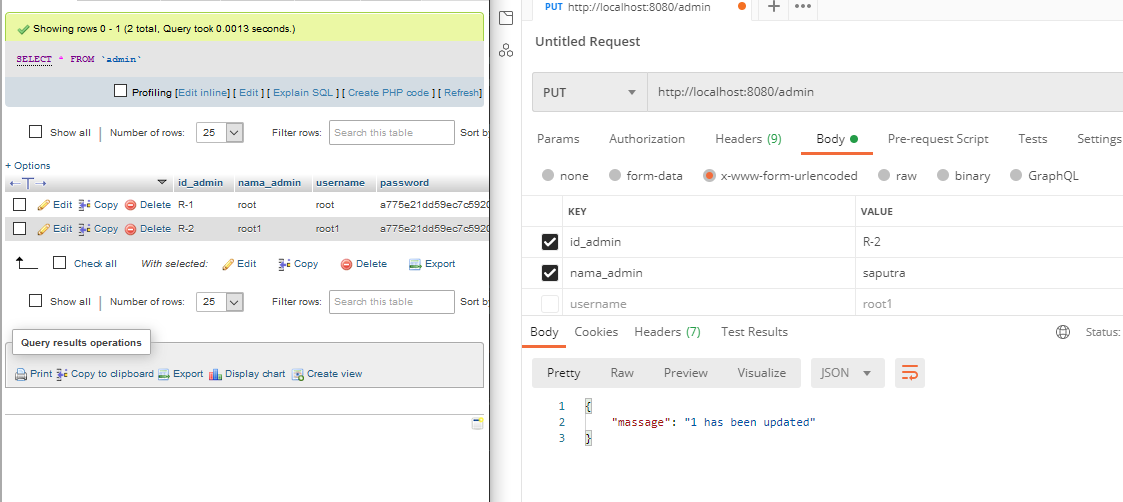 Showing rows 0 - 1 (2 total, Query took 0.0013 seconds.)
SELECT * FROM `admin`
Profiling [Edit inline] [ Edit ] [ Explain SQL ] [ Create PHP code ] [ Refresh]
Show all | Number of rows: 25 Filter rows: Search this table Sort by
+ Options
←T→ id_admin nama_admin username password
Edit Copy Delete R-1 root root a775e21dd59ec7c5920
Edit Copy Delete R-2 root1 root1 a775e21dd59ec7c5920
Check all With selected: Edit Copy Delete Export
Show all | Number of rows: 25 Filter rows: Search this table Sort by
Query results operations
Print Copy to clipboard Export Display chart Create view
PUT http://localhost:8080/admin + •••
Untitled Request
PUT http://localhost:8080/admin
Params Authorization Headers (9) Body Pre-request Script Tests Settings
none form-data x-www-form-urlencoded raw binary GraphQL
KEY VALUE
id_admin R-2
nama_admin saputra
username root1
Body Cookies Headers (7) Test Results Status:
Pretty Raw Preview Visualize JSON
1 {
2 "massage": "1 has been updated"
3 }